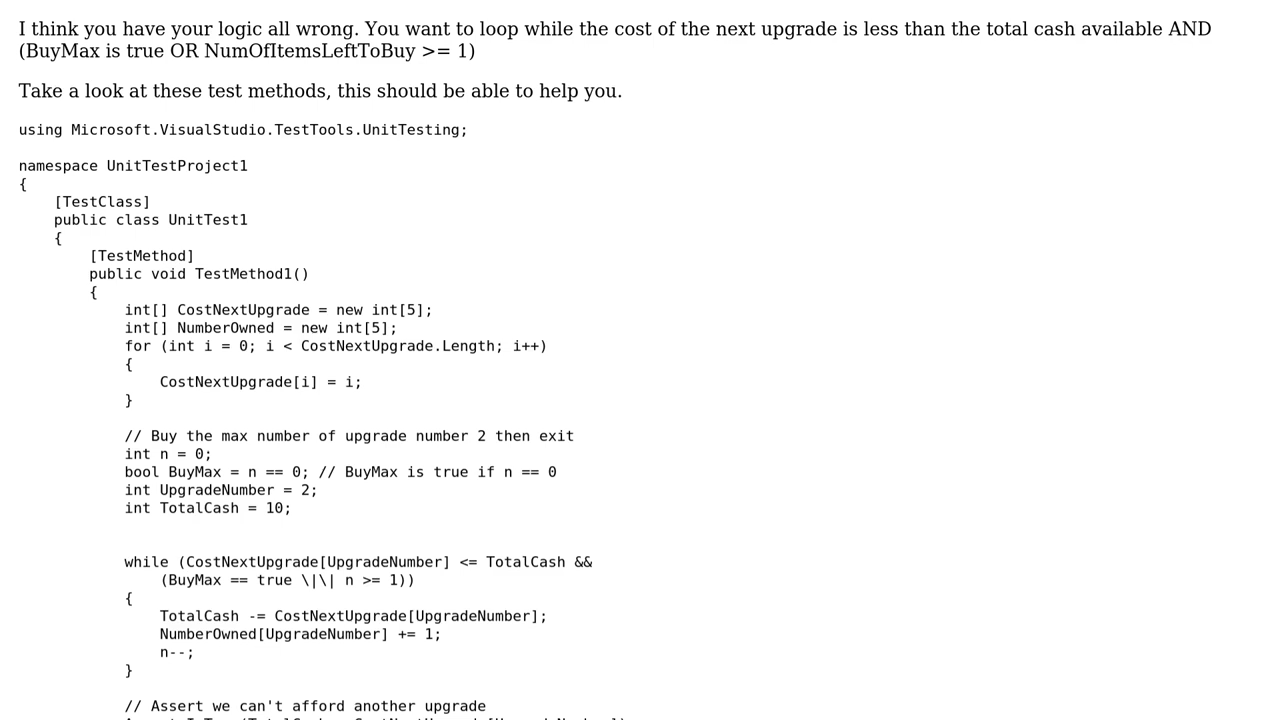 I think you have your logic all wrong. You want to loop while the cost of the next upgrade is less than the total cash available AND
(BuyMax is true OR NumOfItemsLeftToBuy >= 1)
Take a look at these test methods, this should be able to help you.
using Microsoft.VisualStudio.TestTools.UnitTesting;
namespace UnitTestProject1
{
    [TestClass]
    public class UnitTest1
    {
        [TestMethod]
        public void TestMethod1()
        {
            int[] CostNextUpgrade = new int[5];
            int[] NumberOwned = new int[5];
            for (int i = 0; i < CostNextUpgrade.Length; i++)
            {
                CostNextUpgrade[i] = i;
            }
            // Buy the max number of upgrade number 2 then exit
            int n = 0;
            bool BuyMax = n == 0; // BuyMax is true if n == 0
            int UpgradeNumber = 2;
            int TotalCash = 10;
            while (CostNextUpgrade[UpgradeNumber] <= TotalCash &&
                (BuyMax == true \|\| n >= 1))
            {
                TotalCash -= CostNextUpgrade[UpgradeNumber];
                NumberOwned[UpgradeNumber] += 1;
                n--;
            }
            // Assert we can't afford another upgrade